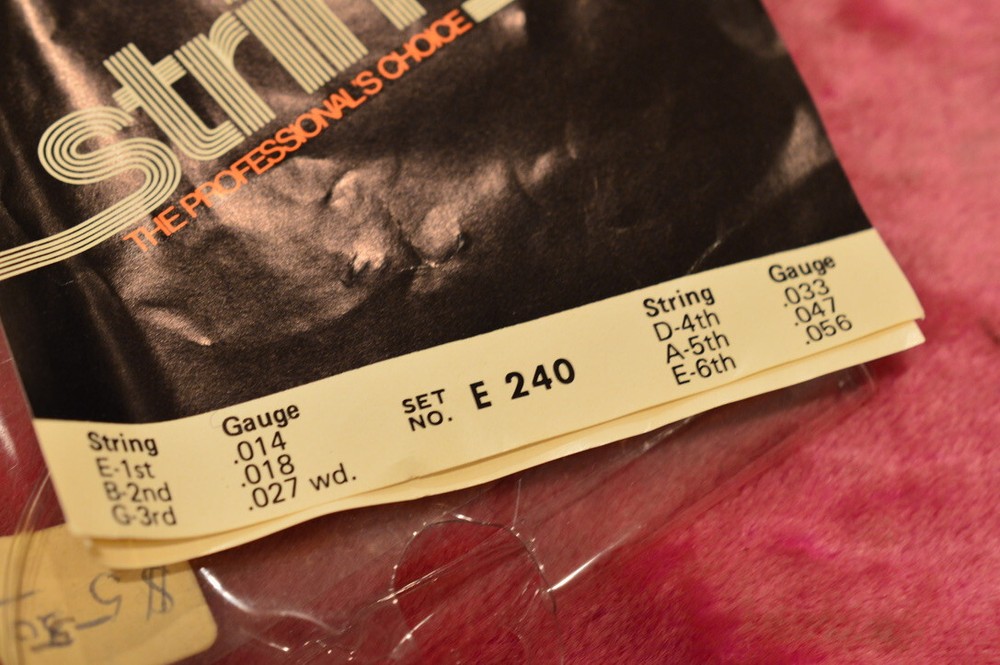 strin
THE PROFESSIONAL'S CHOICE
String Gauge
E-1st .014
B-2nd .018
G-3rd .027 wd.
SET NO. E 240
String Gauge
D-4th .033
A-5th .047
E-6th .056
$5